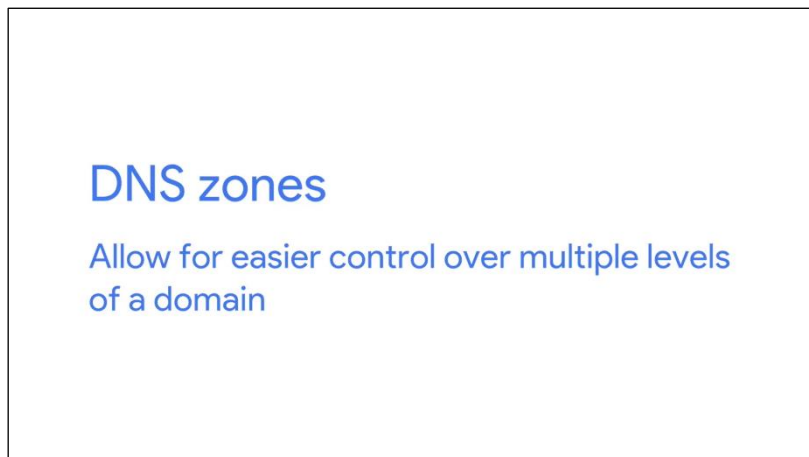 DNS zones
Allow for easier control over multiple levels
of a domain